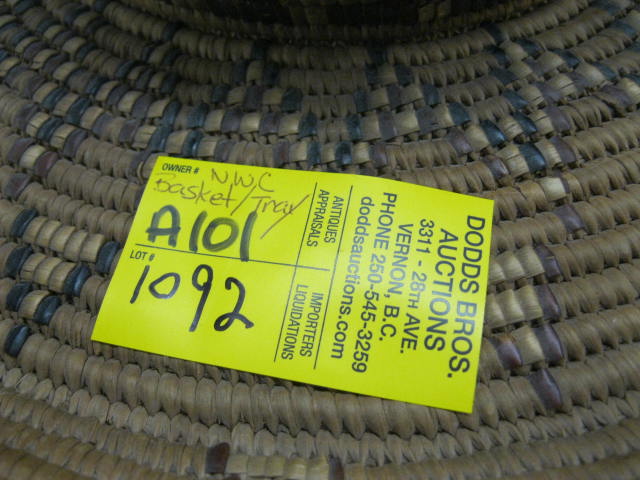 OWNER # N.W.C
Basket/Tray
A101
LOT #
1092
ANTIQUES
APPRAISALS
IMPORTERS
LIQUIDATIONS
DODDS BROS.
AUCTIONS
3311 - 28TH AVE.
VERNON, B.C.
PHONE 250-545-3259
doddsauctions.com